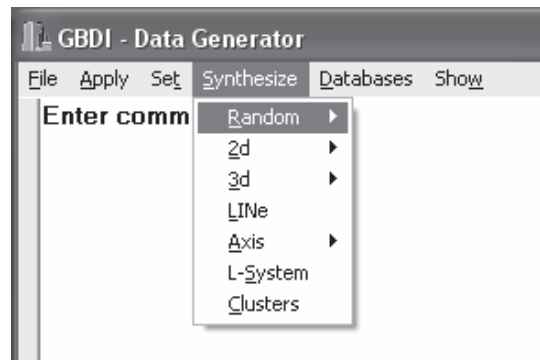 GBDI - Data Generator
File Apply Set Synthesize Databases Show
Enter comm
Random
2d
3d
LINe
Axis
L-System
Clusters